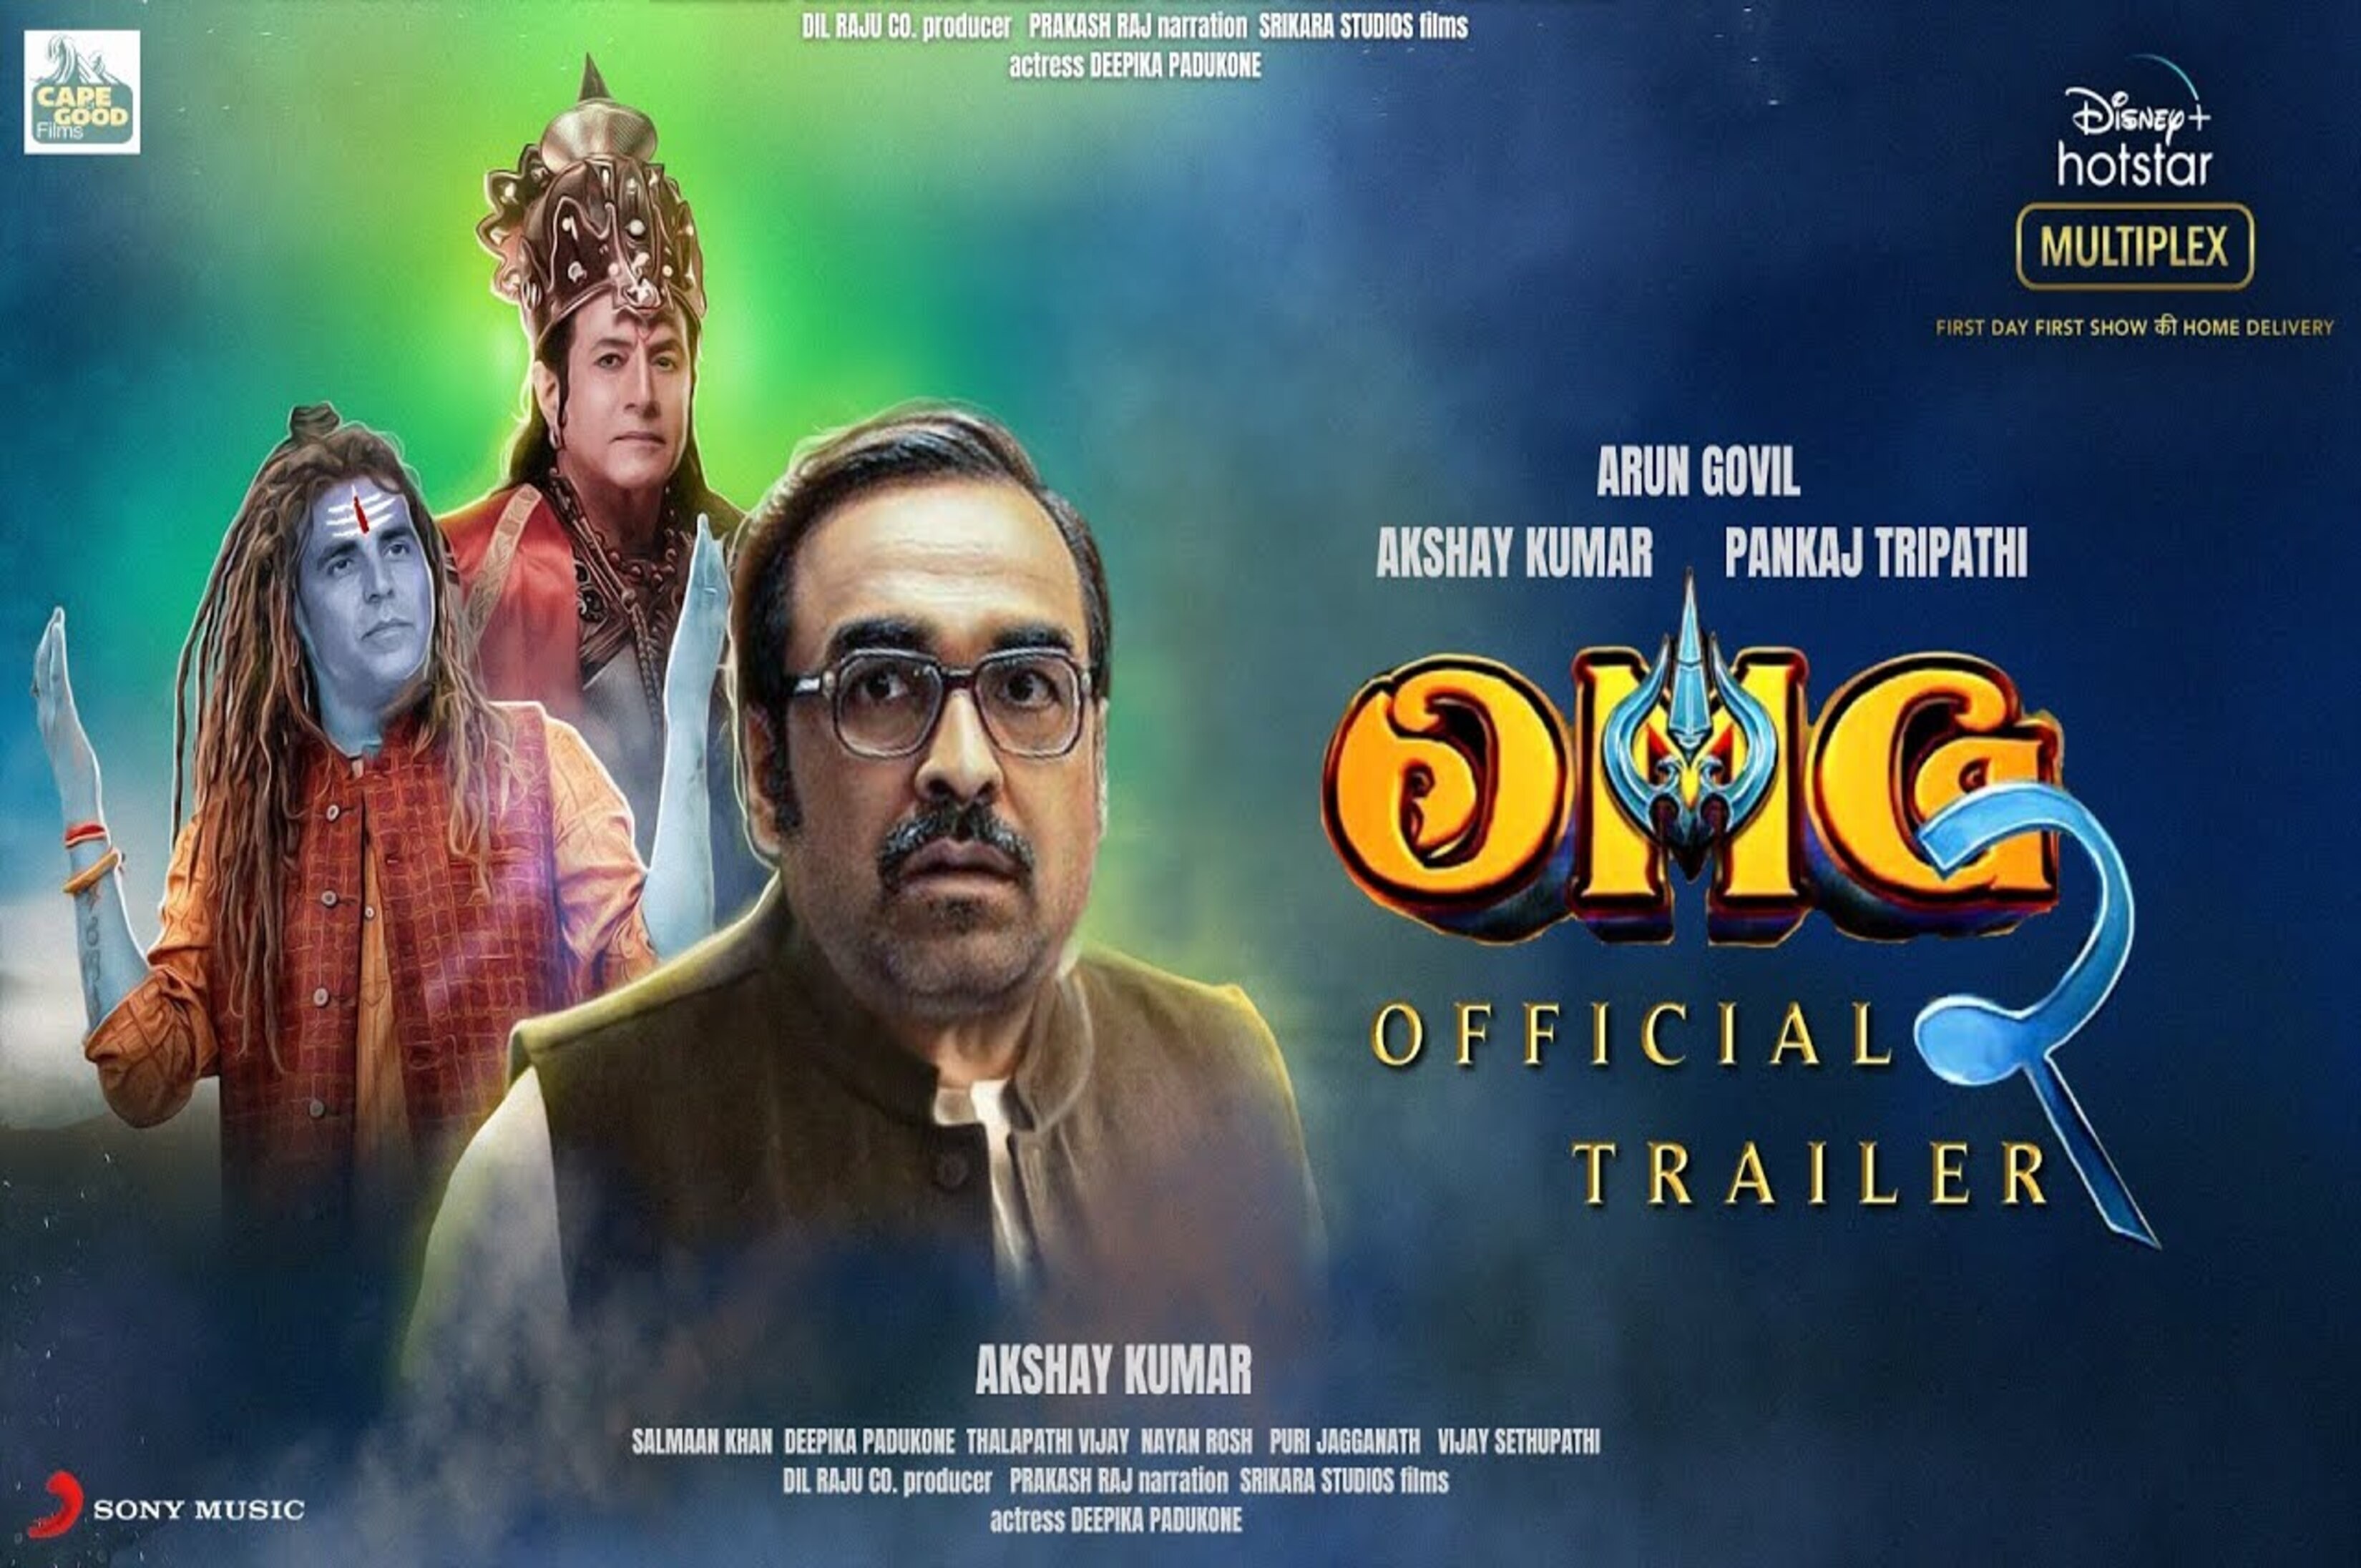 DIL RAJU CO. producer PRAKASH RAJ narration SRIKARA STUDIOS films
actress DEEPIKA PADUKONE
CAPE
OF GOOD
Films
Disney+
hotstar
MULTIPLEX
FIRST DAY FIRST SHOW की HOME DELIVERY
ARUN GOVIL
AKSHAY KUMAR PANKAJ TRIPATHI
OMG
२
OFFICIAL
TRAILER
AKSHAY KUMAR
SALMAAN KHAN DEEPIKA PADUKONE THALAPATHI VIJAY NAYAN ROSH PURI JAGGANATH VIJAY SETHUPATHI
DIL RAJU CO. producer PRAKASH RAJ narration SRIKARA STUDIOS films
actress DEEPIKA PADUKONE
SONY MUSIC